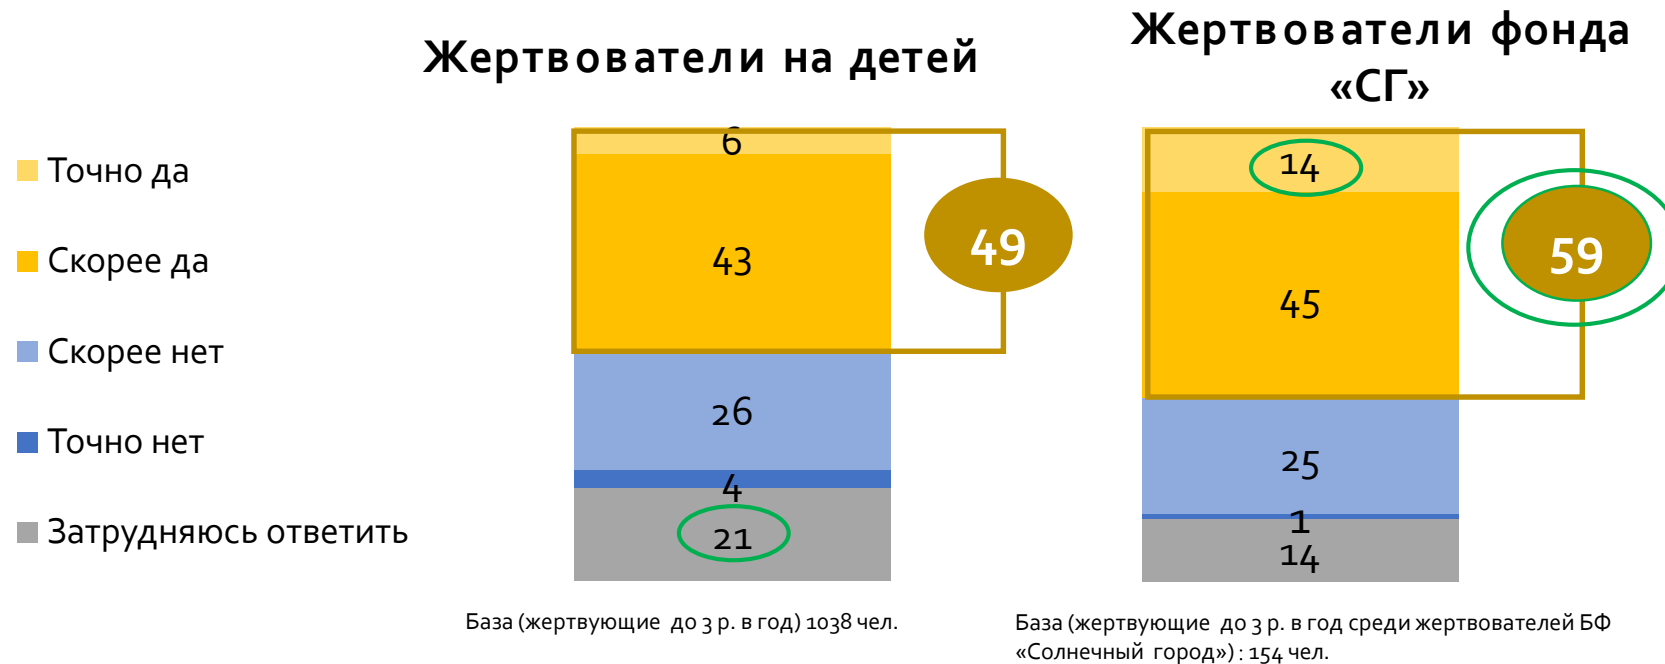 Жертвователи на детей
Жертвователи фонда
«СГ»
Точно да
Скорее да
Скорее нет
Точно нет
Затрудняюсь ответить
6
43
26
4
21
49
14
45
25
1
14
59
База (жертвующие до 3 р. в год) 1038 чел.
База (жертвующие до 3 р. в год среди жертвователей БФ
«Солнечный город») : 154 чел.